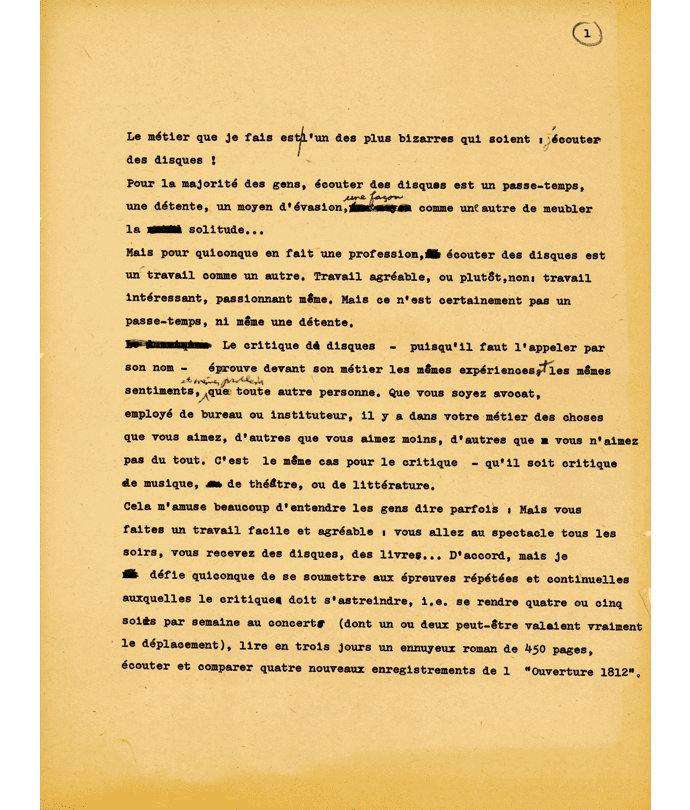 1
Le métier que je fais est l'un des plus bizarres qui soient : écouter
des disques !
Pour la majorité des gens, écouter des disques est un passe-temps,
une détente, un moyen d'évasion, une façon comme un autre de meubler
la solitude...
Mais pour quiconque en fait une profession, écouter des disques est
un travail comme un autre. Travail agréable, ou plutôt,non: travail
intéressant, passionnant même. Mais ce n'est certainement pas un
passe-temps, ni même une détente.
Le critique de disques - puisqu'il faut l'appeler par
son nom - éprouve devant son métier les mêmes expériences, et les mêmes
sentiments, que toute autre personne. Que vous soyez avocat,
employé de bureau ou instituteur, il y a dans votre métier des choses
que vous aimez, d'autres que vous aimez moins, d'autres que vous n'aimez
pas du tout. C'est le même cas pour le critique - qu'il soit critique
de musique, de théâtre, ou de littérature.
Cela m'amuse beaucoup d'entendre les gens dire parfois : Mais vous
faites un travail facile et agréable : vous allez au spectacle tous les
soirs, vous recevez des disques, des livres... D'accord, mais je
défie quiconque de se soumettre aux épreuves répétées et continuelles
auxquelles le critique doit s'astreindre, i.e. se rendre quatre ou cinq
soirs par semaine au concert (dont un ou deux peut-être valaient vraiment
le déplacement), lire en trois jours un ennuyeux roman de 450 pages,
écouter et comparer quatre nouveaux enregistrements de l "Ouverture 1812".